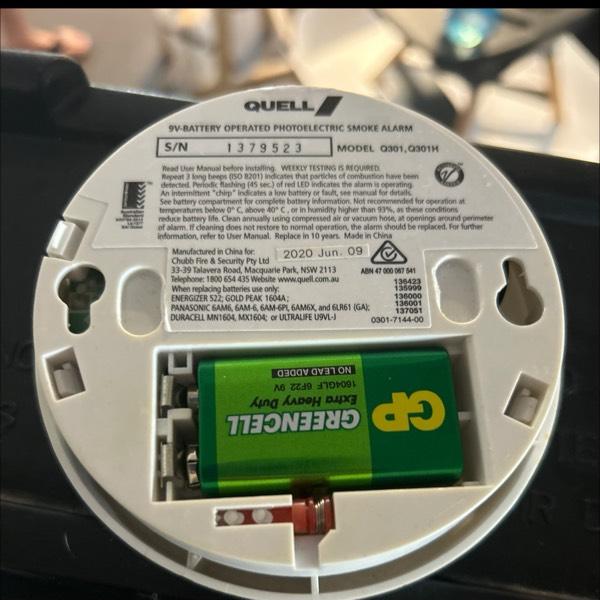 QUELL
9V-BATTERY OPERATED PHOTOELECTRIC SMOKE ALARM
S/N 1379523 MODEL Q301,Q301H
Read User Manual before installing. WEEKLY TESTING IS REQUIRED.
Repeat 3 long beeps (ISO 8201) indicates that particles of combustion have been
detected. Periodic flashing (45 sec.) of red LED indicates the alarm is operating.
An intermittent "chirp" indicates a low battery or fault, see manual for details.
See battery compartment for complete battery information. Not recommended for operation at
temperatures below 0° C, above 40° C , or in humidity higher than 93%, as these conditions
reduce battery life. Clean annually using compressed air or vacuum hose, at openings around perimeter
of alarm. If cleaning does not restore to normal operation, the alarm should be replaced. For further
information, refer to User Manual. Replace in 10 years. Made in China
Manufactured in China for: 2020 Jun. 09
Chubb Fire & Security Pty Ltd
33-39 Talavera Road, Macquarie Park, NSW 2113
Telephone: 1800 654 435 Website www.quell.com.au
ABN 47 000 067 541
When replacing batteries use only:
ENERGIZER 522; GOLD PEAK 1604A ;
PANASONIC 6AM6, 6AM-6, 6AM-6PI, 6AM6X, and 6LR61 (GA);
DURACELL MN1604, MX1604; or ULTRALIFE U9VL-J
136423
135999
136000
136001
137051
0301-7144-00
GP
GREENCELL
Extra Heavy Duty
1604GLF 6F22 9V
NO LEAD ADDED